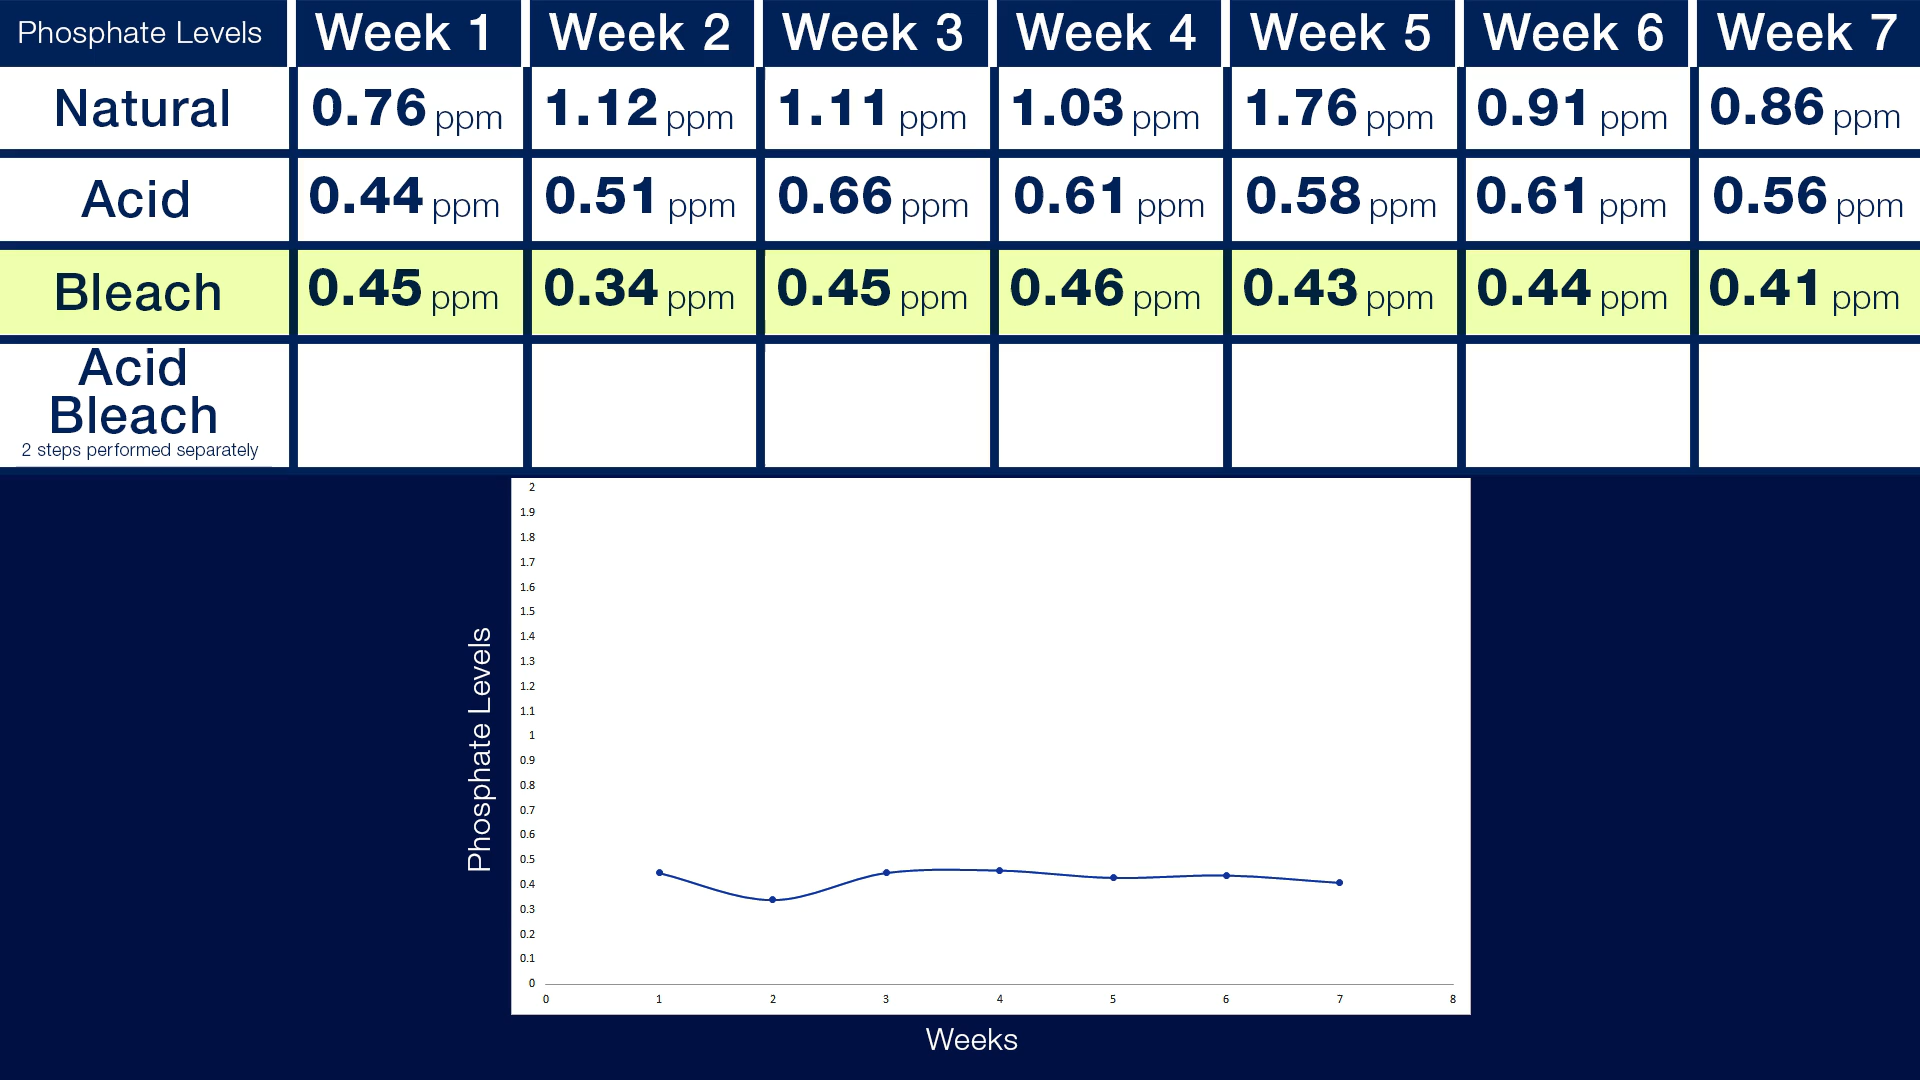 Phosphate Levels Week 1 Week 2 Week 3 Week 4 Week 5 Week 6 Week 7
Natural 0.76 ppm 1.12 ppm 1.11 ppm 1.03 ppm 1.76 ppm 0.91 ppm 0.86 ppm
Acid 0.44 ppm 0.51 ppm 0.66 ppm 0.61 ppm 0.58 ppm 0.61 ppm 0.56 ppm
Bleach 0.45 ppm 0.34 ppm 0.45 ppm 0.46 ppm 0.43 ppm 0.44 ppm 0.41 ppm
Acid
Bleach
2 steps performed separately
Phosphate Levels
2
1.9
1.8
1.7
1.6
1.5
1.4
1.3
1.2
1.1
1
0.9
0.8
0.7
0.6
0.5
0.4
0.3
0.2
0.1
0
0 1 2 3 4 5 6 7 8
Weeks